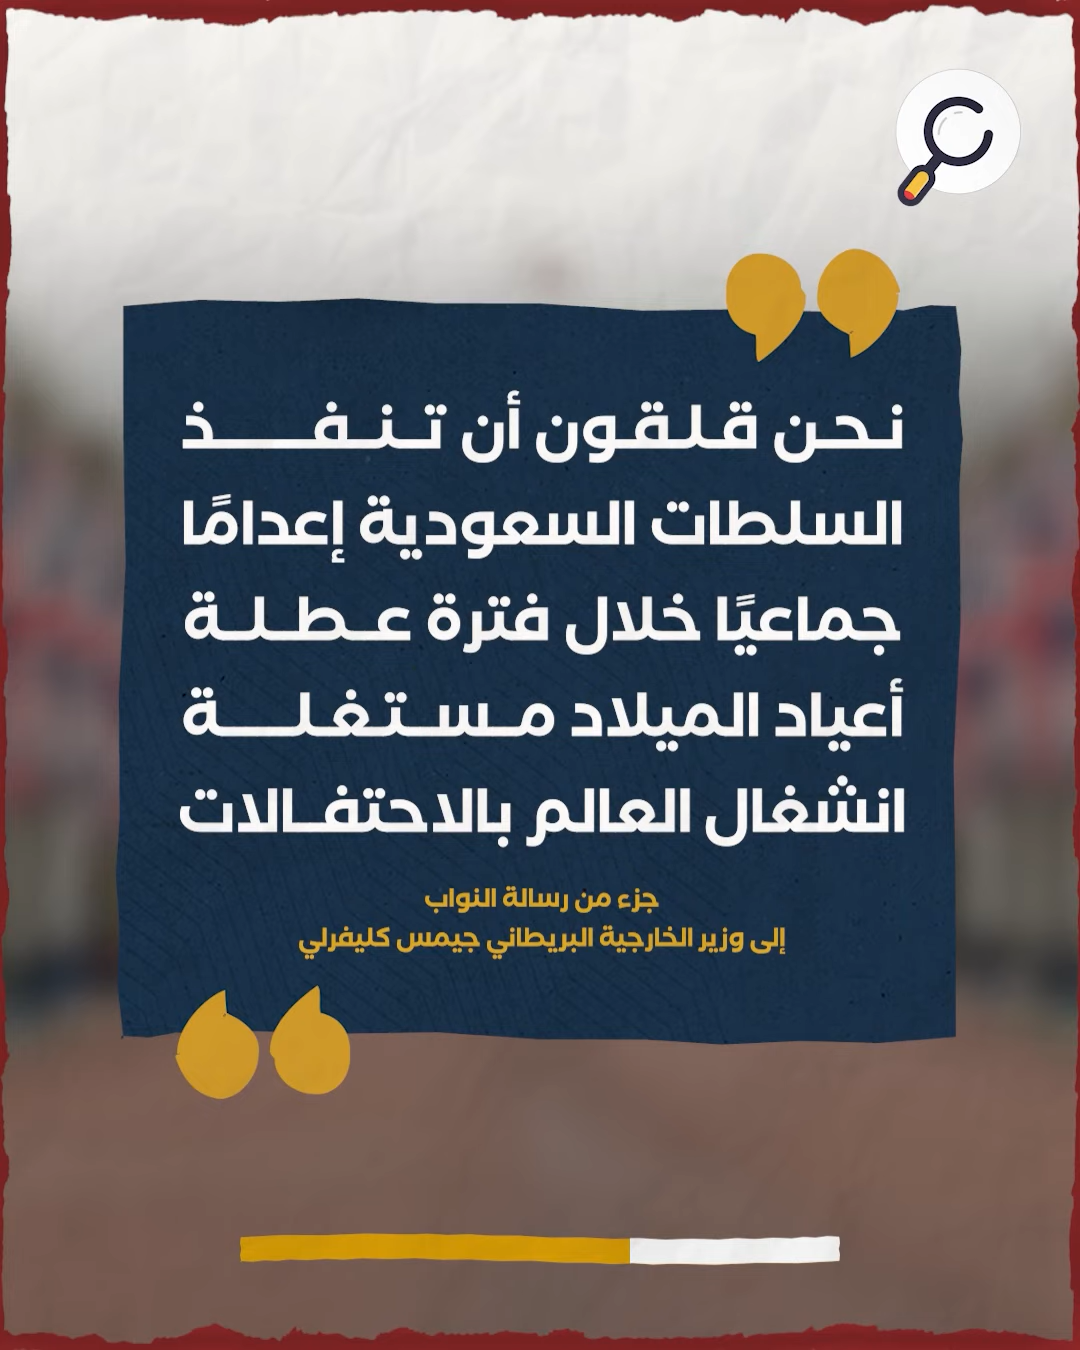 نحن قلقون أن تنفذ
السلطات السعودية إعدامًا
جماعيًا خلال فترة عطلة
أعياد الميلاد مستغلة
انشغال العالم بالاحتفالات
جزء من رسالة النواب
إلى وزير الخارجية البريطاني جيمس كليفرلي